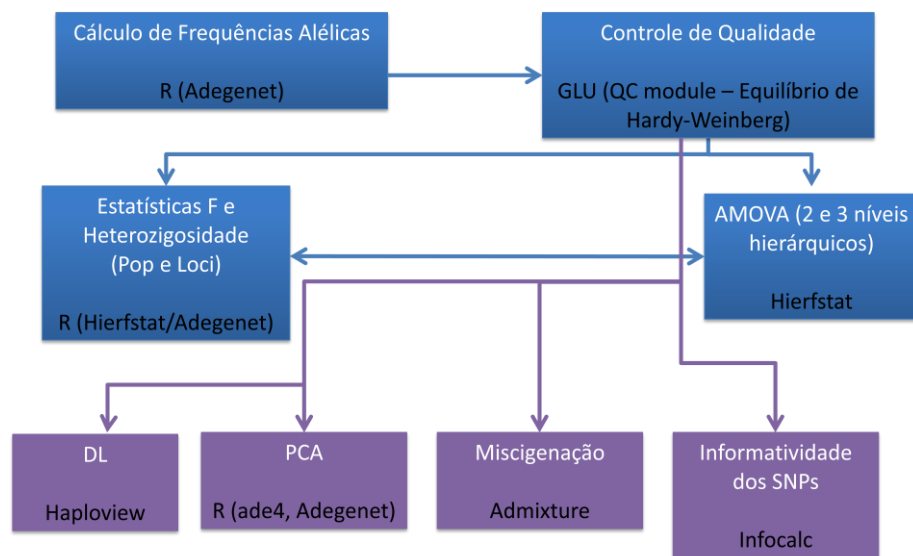 Cálculo de Frequências Alélicas
R (Adegenet)
Controle de Qualidade
GLU (QC module – Equilíbrio de
Hardy-Weinberg)
Estatísticas F e
Heterozigosidade
(Pop e Loci)
R (Hierfstat/Adegenet)
AMOVA (2 e 3 níveis
hierárquicos)
Hierfstat
DL
Haploview
PCA
R (ade4, Adegenet)
Miscigenação
Admixture
Informatividade
dos SNPs
Infocalc